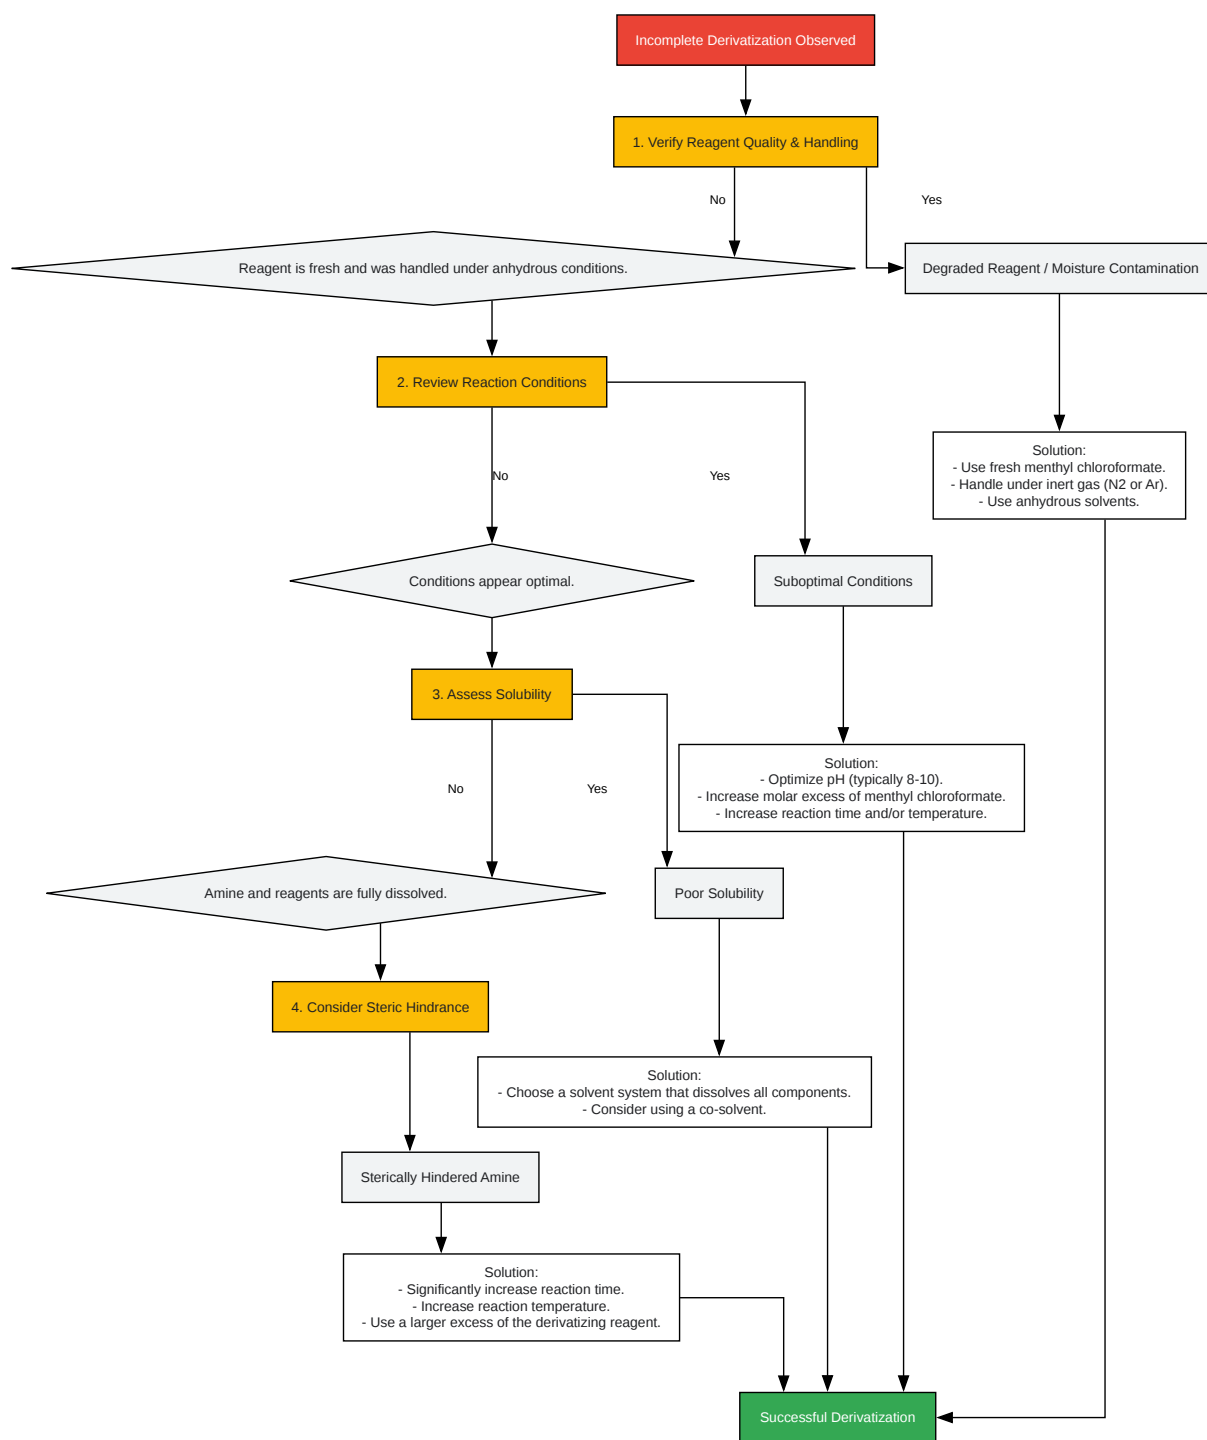 Incomplete Derivatization Observed
1. Verify Reagent Quality & Handling
No
Yes
Reagent is fresh and was handled under anhydrous conditions.
Degraded Reagent / Moisture Contamination
2. Review Reaction Conditions
Solution:
- Use fresh menthyl chloroformate.
- Handle under inert gas (N2 or Ar).
- Use anhydrous solvents.
No
Yes
Conditions appear optimal.
Suboptimal Conditions
3. Assess Solubility
Solution:
- Optimize pH (typically 8-10).
- Increase molar excess of menthyl chloroformate.
- Increase reaction time and/or temperature.
No
Yes
Amine and reagents are fully dissolved.
Poor Solubility
4. Consider Steric Hindrance
Solution:
- Choose a solvent system that dissolves all components.
- Consider using a co-solvent.
Sterically Hindered Amine
Solution:
- Significantly increase reaction time.
- Increase reaction temperature.
- Use a larger excess of the derivatizing reagent.
Successful Derivatization